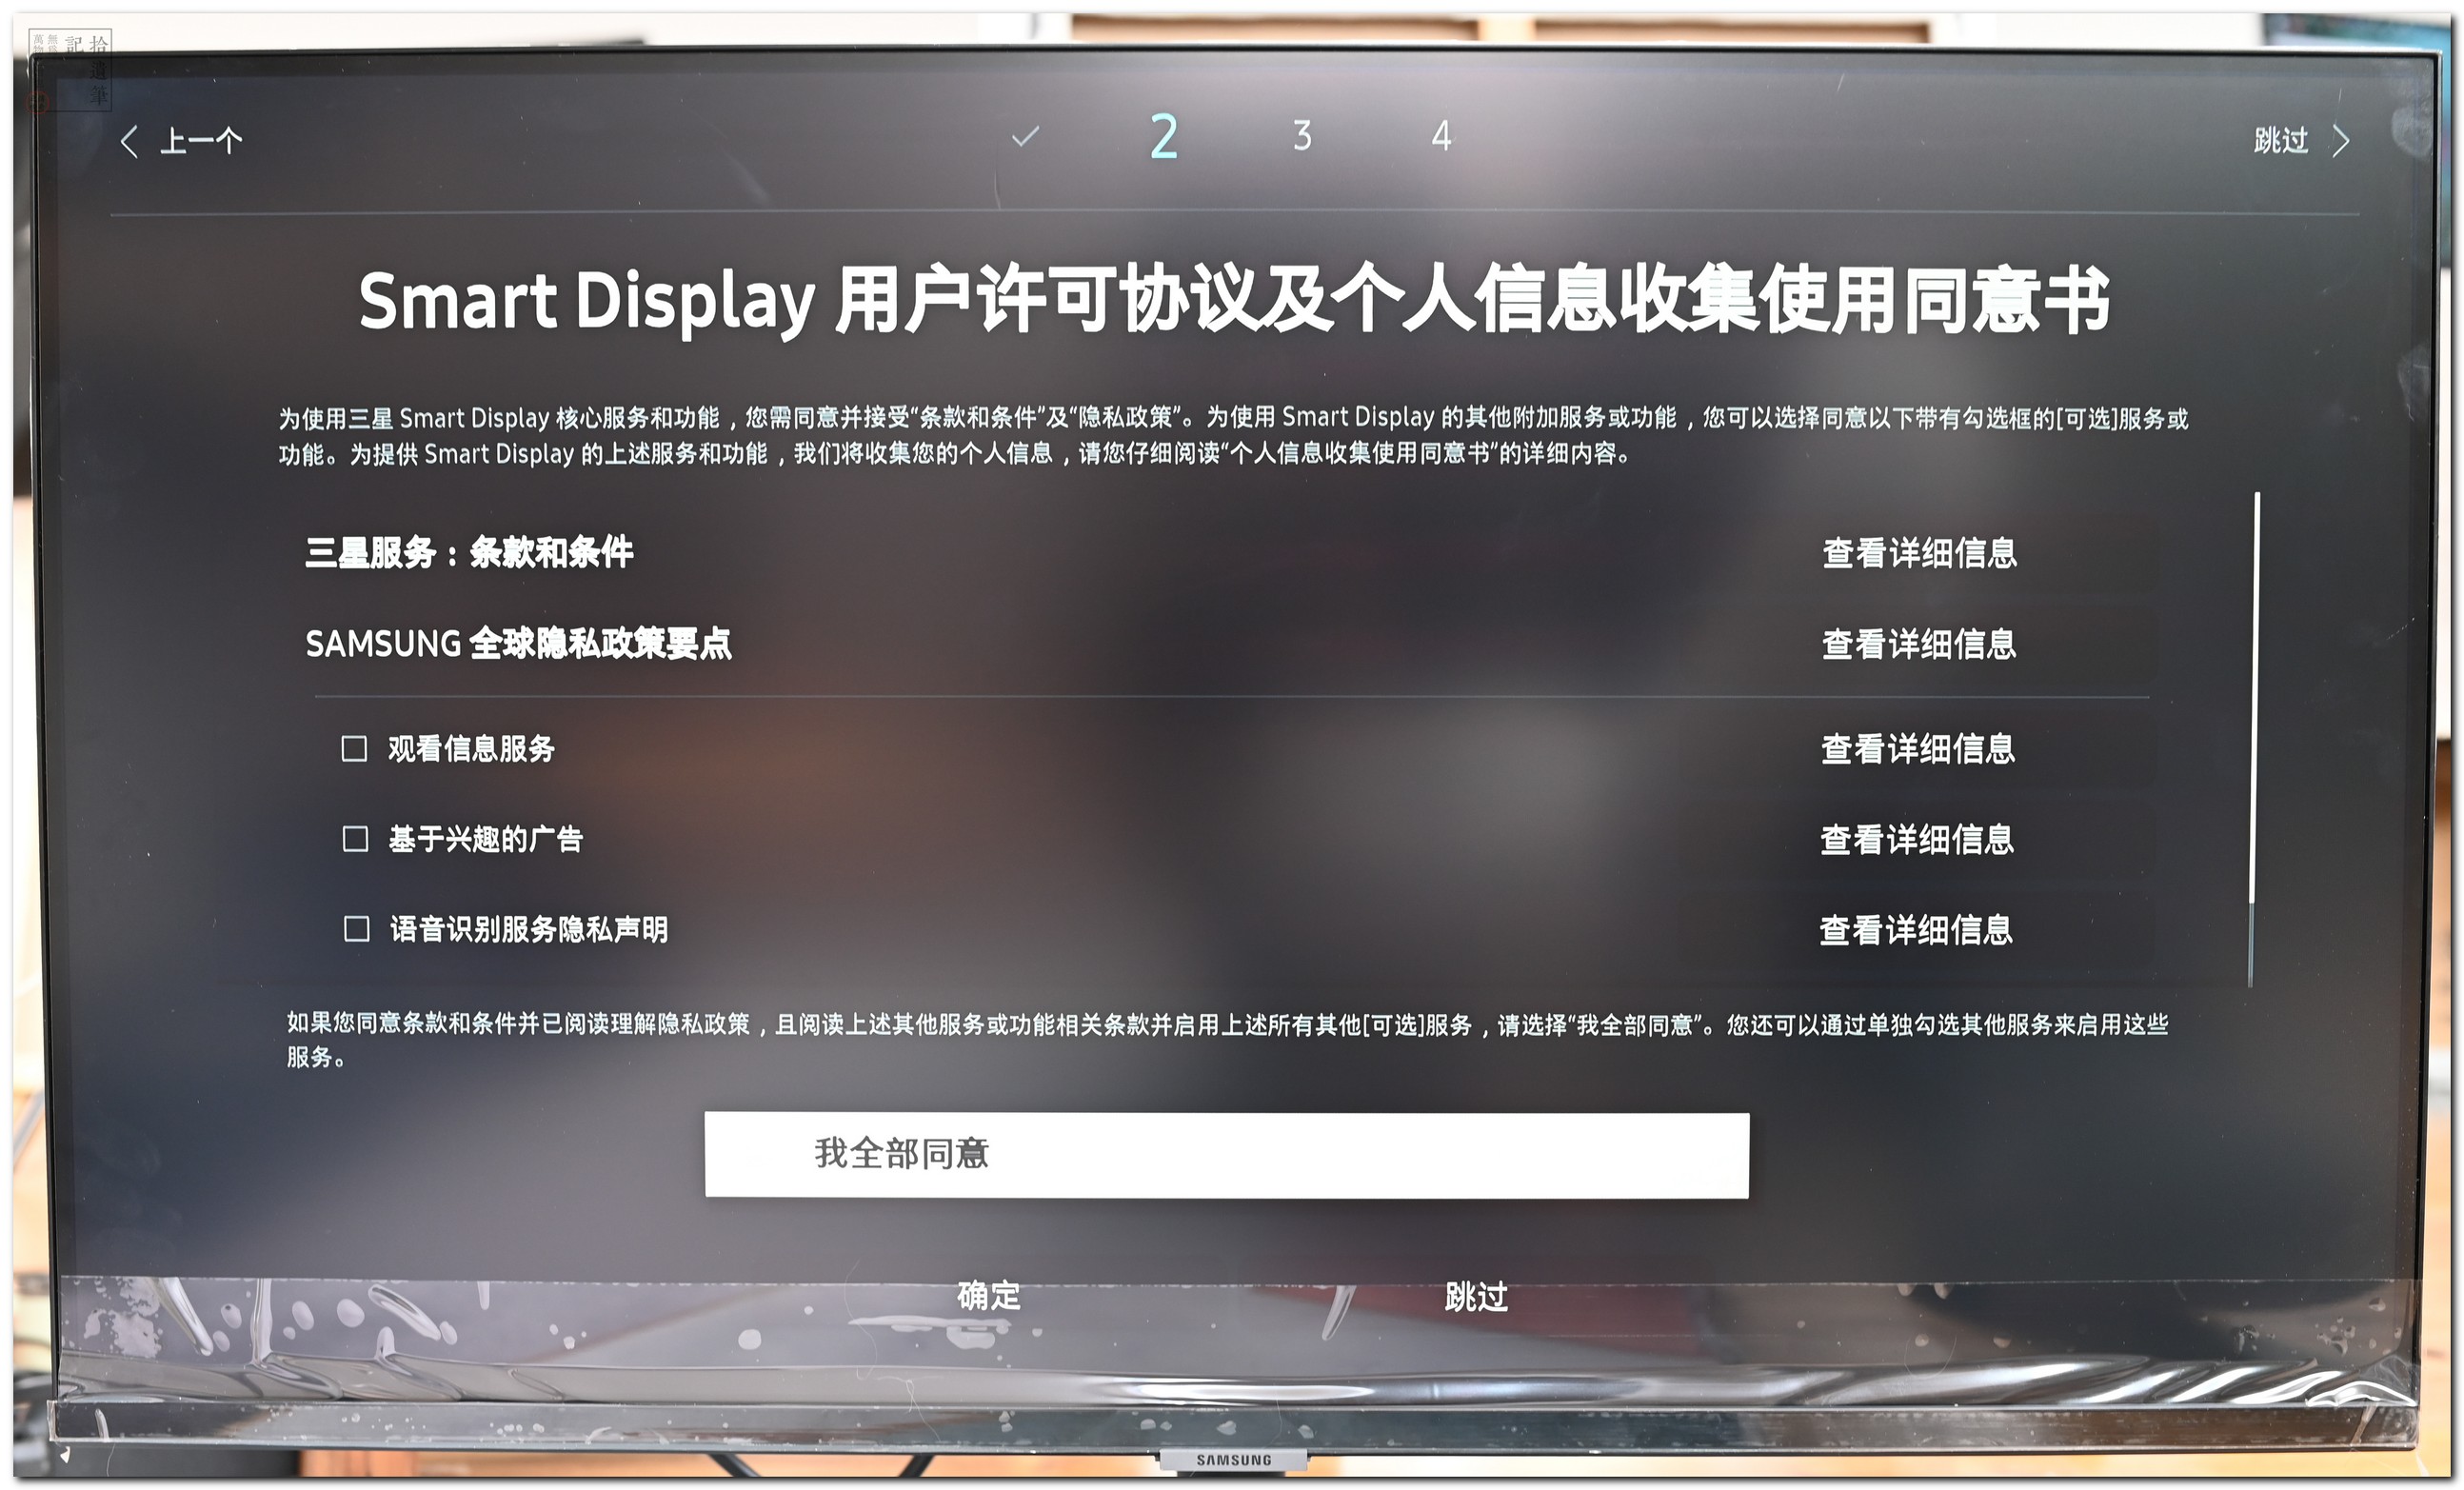 拾遺筆
記
上一个
2
3
4
跳过
Smart Display 用户许可协议及个人信息收集使用同意书
为使用三星 Smart Display 核心服务和功能，您需同意并接受“条款和条件”及“隐私政策”。为使用 Smart Display 的其他附加服务或功能，您可以选择同意以下带有勾选框的[可选]服务或
功能。为提供 Smart Display 的上述服务和功能，我们将收集您的个人信息，请您仔细阅读“个人信息收集使用同意书”的详细内容。
三星服务：条款和条件
查看详细信息
SAMSUNG 全球隐私政策要点
查看详细信息
观看信息服务
查看详细信息
基于兴趣的广告
查看详细信息
语音识别服务隐私声明
查看详细信息
如果您同意条款和条件并已阅读理解隐私政策，且阅读上述其他服务或功能相关条款并启用上述所有其他[可选]服务，请选择“我全部同意”。您还可以通过单独勾选其他服务来启用这些
服务。
我全部同意
确定
跳过
SAMSUNG